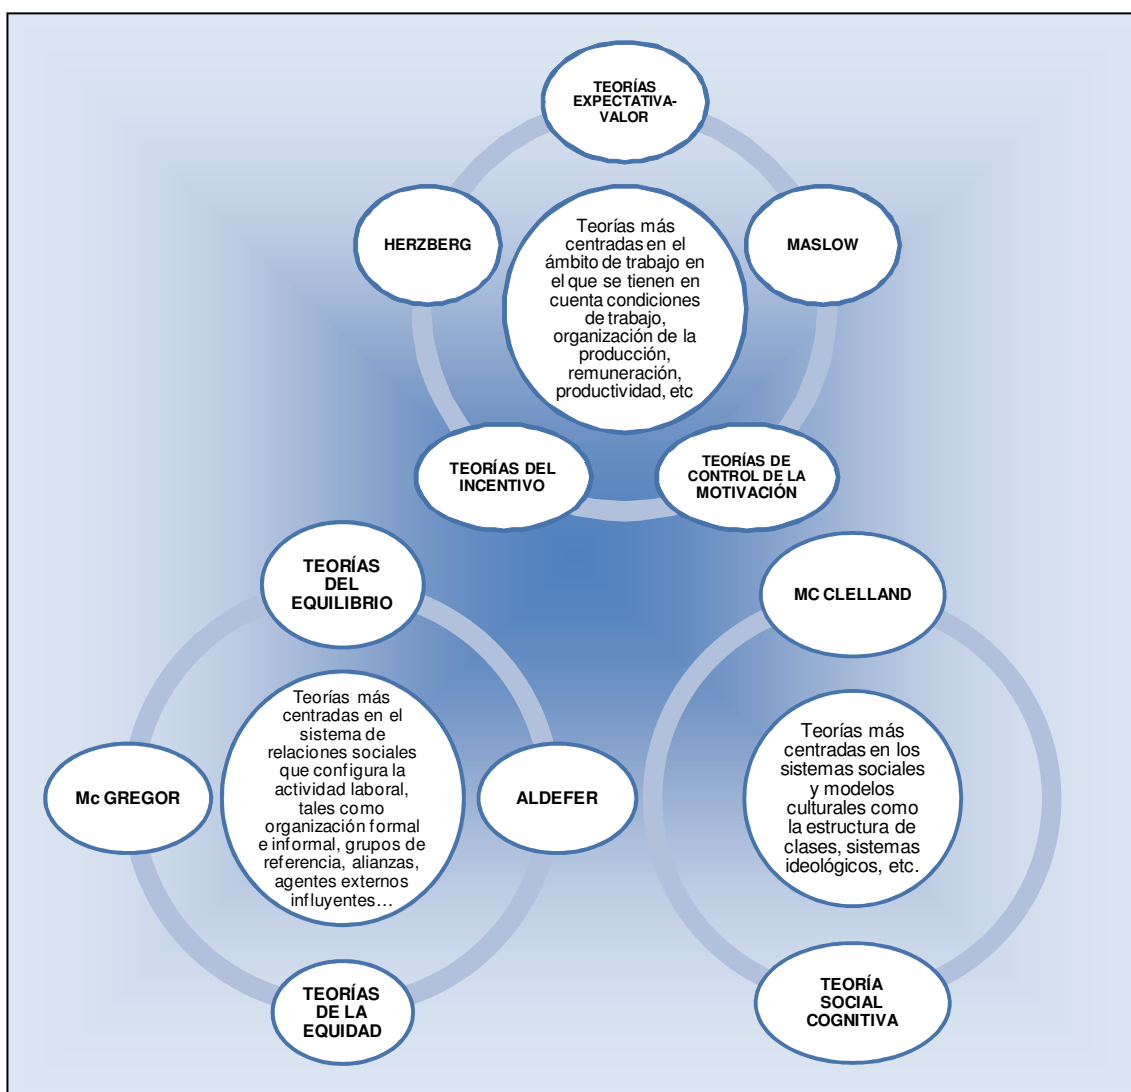 TEORÍAS
EXPECTATIVA-
VALOR
HERZBERG
Teorías más
centradas en el
ámbito de trabajo en
el que se tienen en
cuenta condiciones
de trabajo,
organización de la
producción,
remuneración,
productividad, etc
MASLOW
TEORÍAS DEL
INCENTIVO
TEORÍAS DE
CONTROL DE LA
MOTIVACIÓN
TEORÍAS
DEL
EQUILIBRIO
Mc GREGOR
Teorías más
centradas en el
sistema de
relaciones sociales
que configura la
actividad laboral,
tales como
organización formal
e informal, grupos de
referencia, alianzas,
agentes externos
influyentes…
ALDEFER
TEORÍAS
DE LA
EQUIDAD
MC CLELLAND
Teorías más
centradas en los
sistemas sociales
y modelos
culturales como
la estructura de
clases, sistemas
ideológicos, etc.
TEORÍA
SOCIAL
COGNITIVA